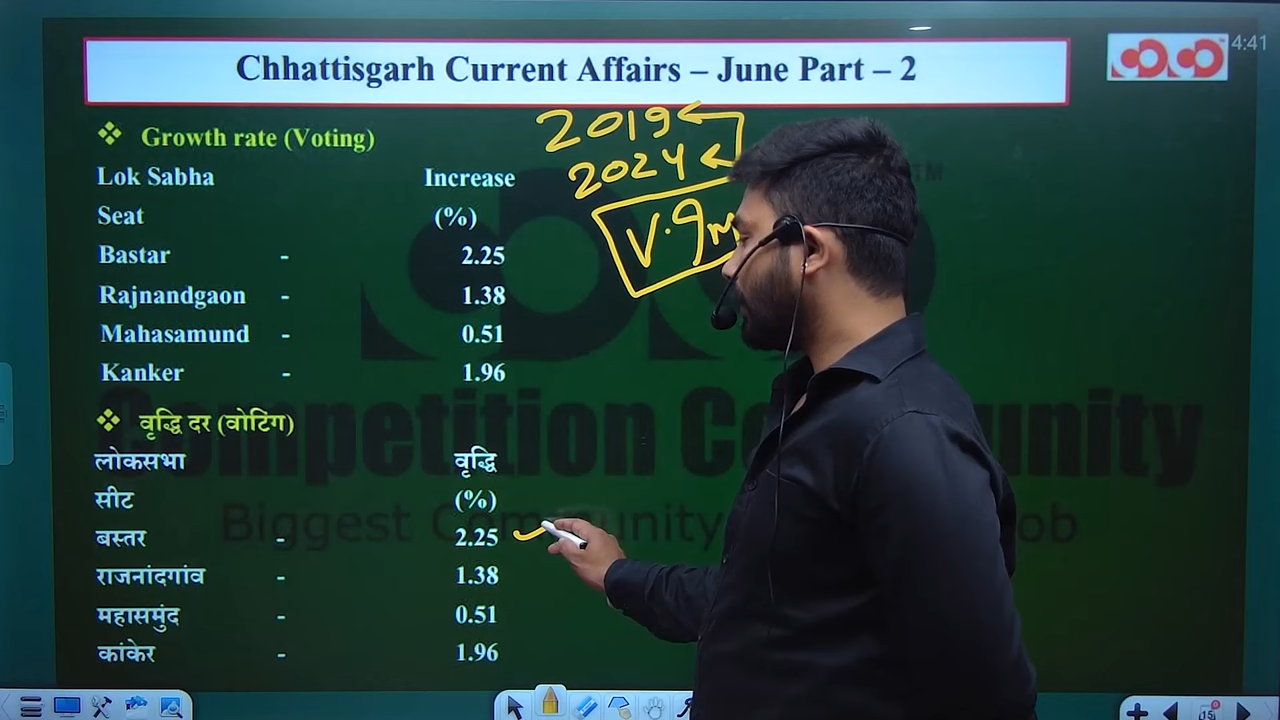 Chhattisgarh Current Affairs – June Part – 2
4:41
❖ Growth rate (Voting)
2019
2024
Lok Sabha Increase
Seat (%)
Bastar - 2.25
Rajnandgaon - 1.38
Mahasamund - 0.51
Kanker - 1.96
❖ वृद्धि दर (वोटिंग)
लोकसभा वृद्धि
सीट (%)
बस्तर - 2.25
राजनांदगांव - 1.38
महासमुंद - 0.51
कांकेर - 1.96
TM